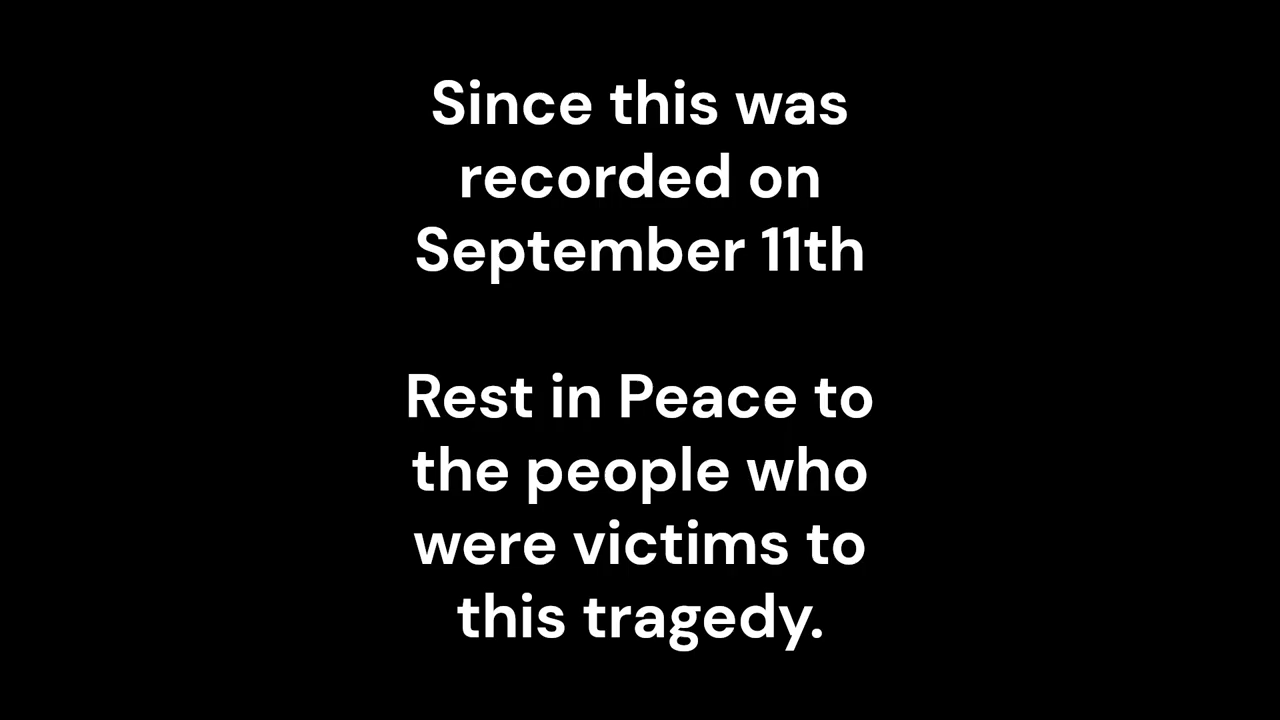 Since this was
recorded on
September 11th
Rest in Peace to
the people who
were victims to
this tragedy.